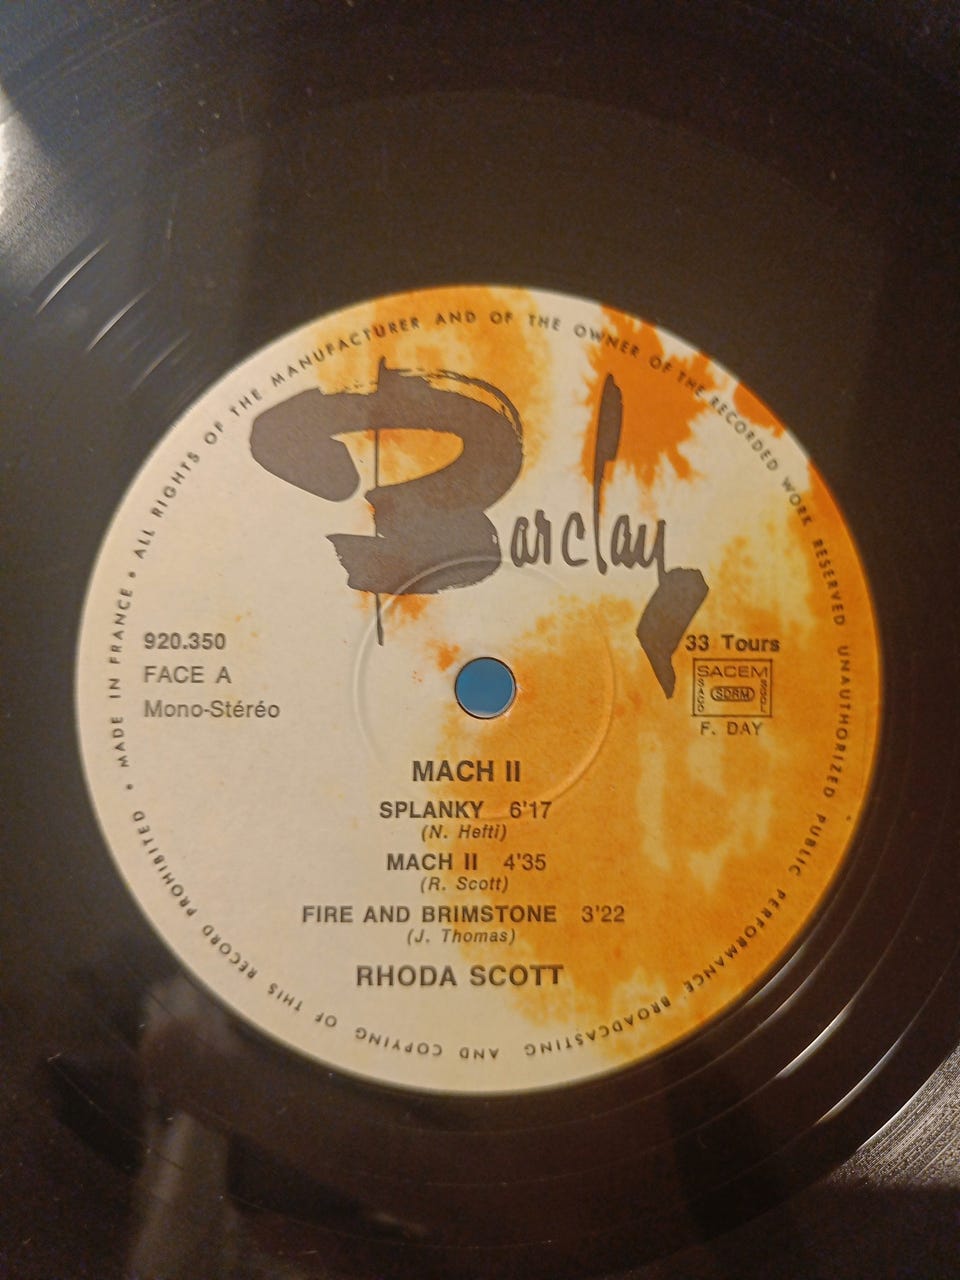 Barclay
920.350
FACE A
Mono-Stéréo
33 Tours
SACEM
SACD SDRM SGDL
F. DAY
MACH II
SPLANKY 6'17
(N. Hefti)
MACH II 4'35
(R. Scott)
FIRE AND BRIMSTONE 3'22
(J. Thomas)
RHODA SCOTT
• MADE IN FRANCE • ALL RIGHTS OF THE MANUFACTURER AND OF THE OWNER OF THE RECORDED WORK RESERVED UNAUTHORIZED PUBLIC PERFORMANCE BROADCASTING AND COPYING OF THIS RECORD PROHIBITED